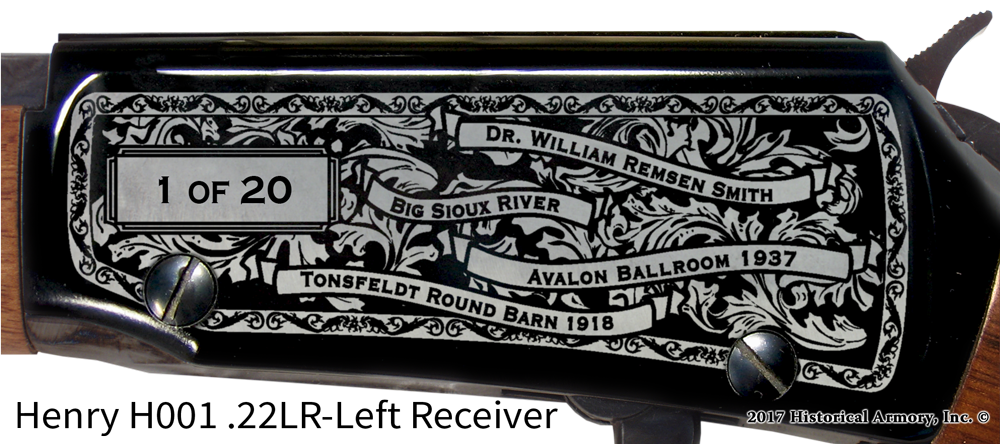 DR. WILLIAM REMSEN SMITH
1 OF 20
BIG SIOUX RIVER
AVALON BALLROOM 1937
TONSFELDT ROUND BARN 1918
Henry H001 .22LR-Left Receiver
2017 Historical Armory, Inc. ©